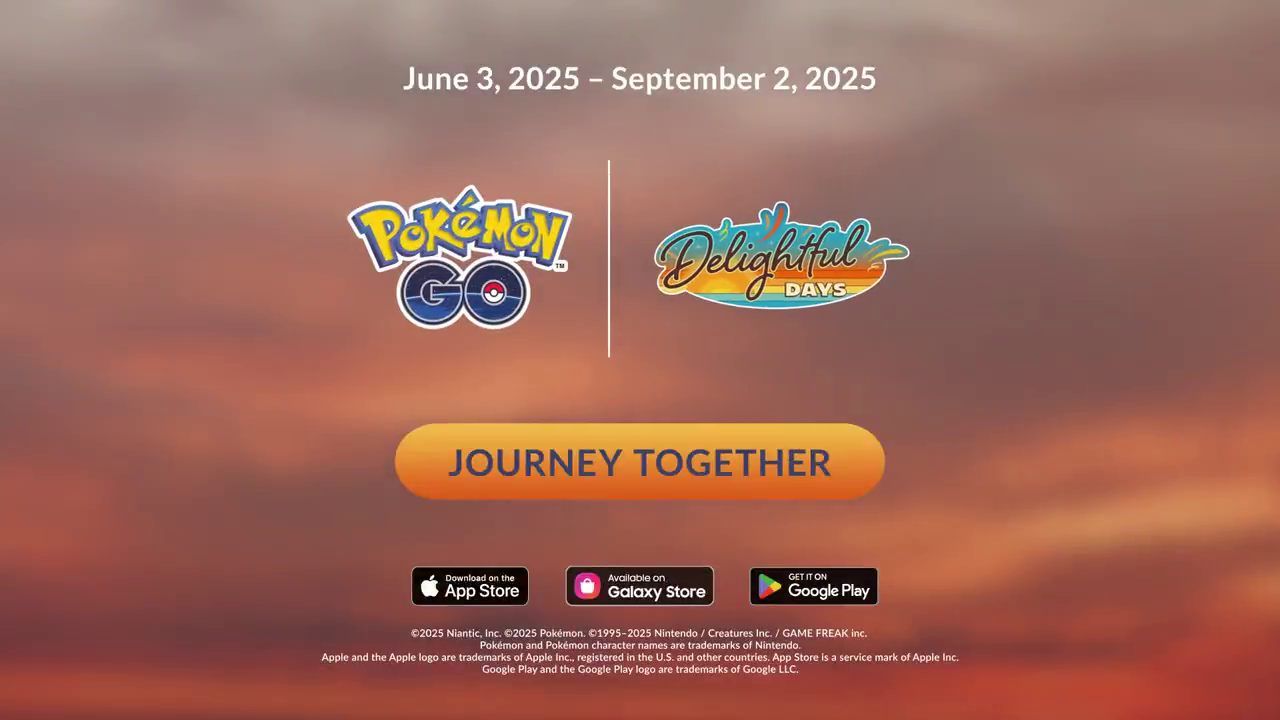 June 3, 2025 – September 2, 2025
POKéMON
GO
TM
Delightful
DAYS
JOURNEY TOGETHER
Download on the
App Store
Available on
Galaxy Store
GET IT ON
Google Play
©2025 Niantic, Inc. ©2025 Pokémon. ©1995–2025 Nintendo / Creatures Inc. / GAME FREAK inc.
Pokémon and Pokémon character names are trademarks of Nintendo.
Apple and the Apple logo are trademarks of Apple Inc., registered in the U.S. and other countries. App Store is a service mark of Apple Inc.
Google Play and the Google Play logo are trademarks of Google LLC.